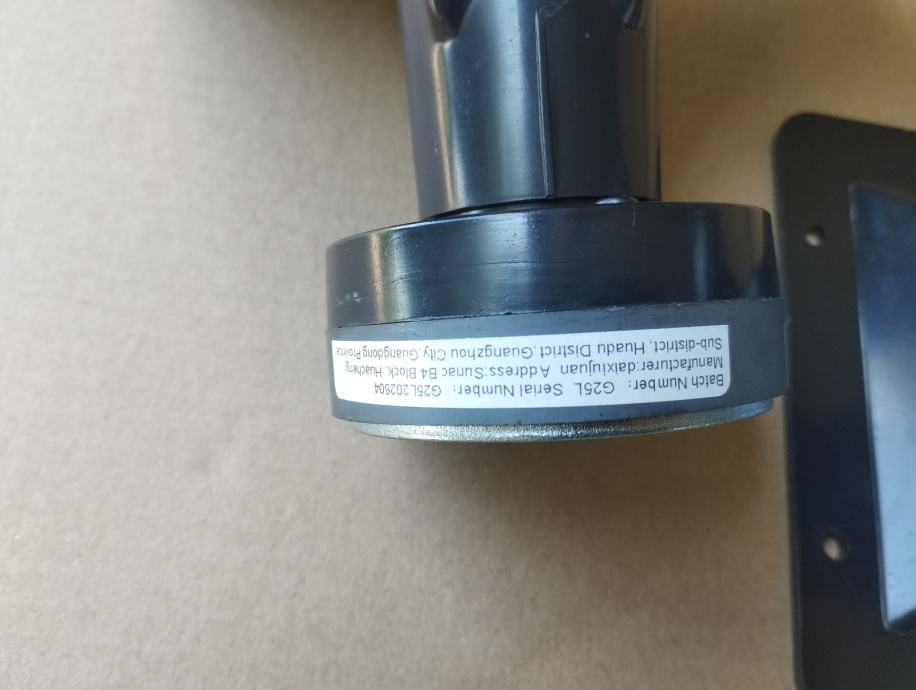 Batch Number: G25L Serial Number: G25L202504
Manufacturer:daixiujuan Address:Sunac B4 Block, Huacheng
Sub-district, Huadu District,Guangzhou City,Guangdong Province